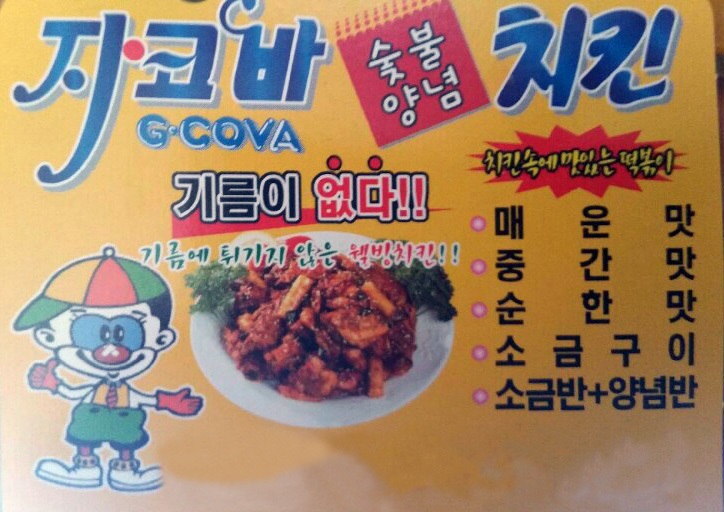 지코바 숯불양념 치킨
G·COVA
치킨속에 맛있는 떡볶이
기름이 없다!!
기름에 튀기지 않은 웰빙치킨!!
매운맛
중간맛
순한맛
소금구이
소금반+양념반